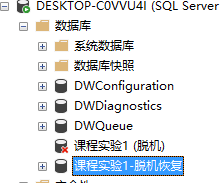 DESKTOP-C0VVU4I (SQL Server
数据库
系统数据库
数据库快照
DWConfiguration
DWDiagnostics
DWQueue
课程实验1 (脱机)
课程实验1-脱机恢复